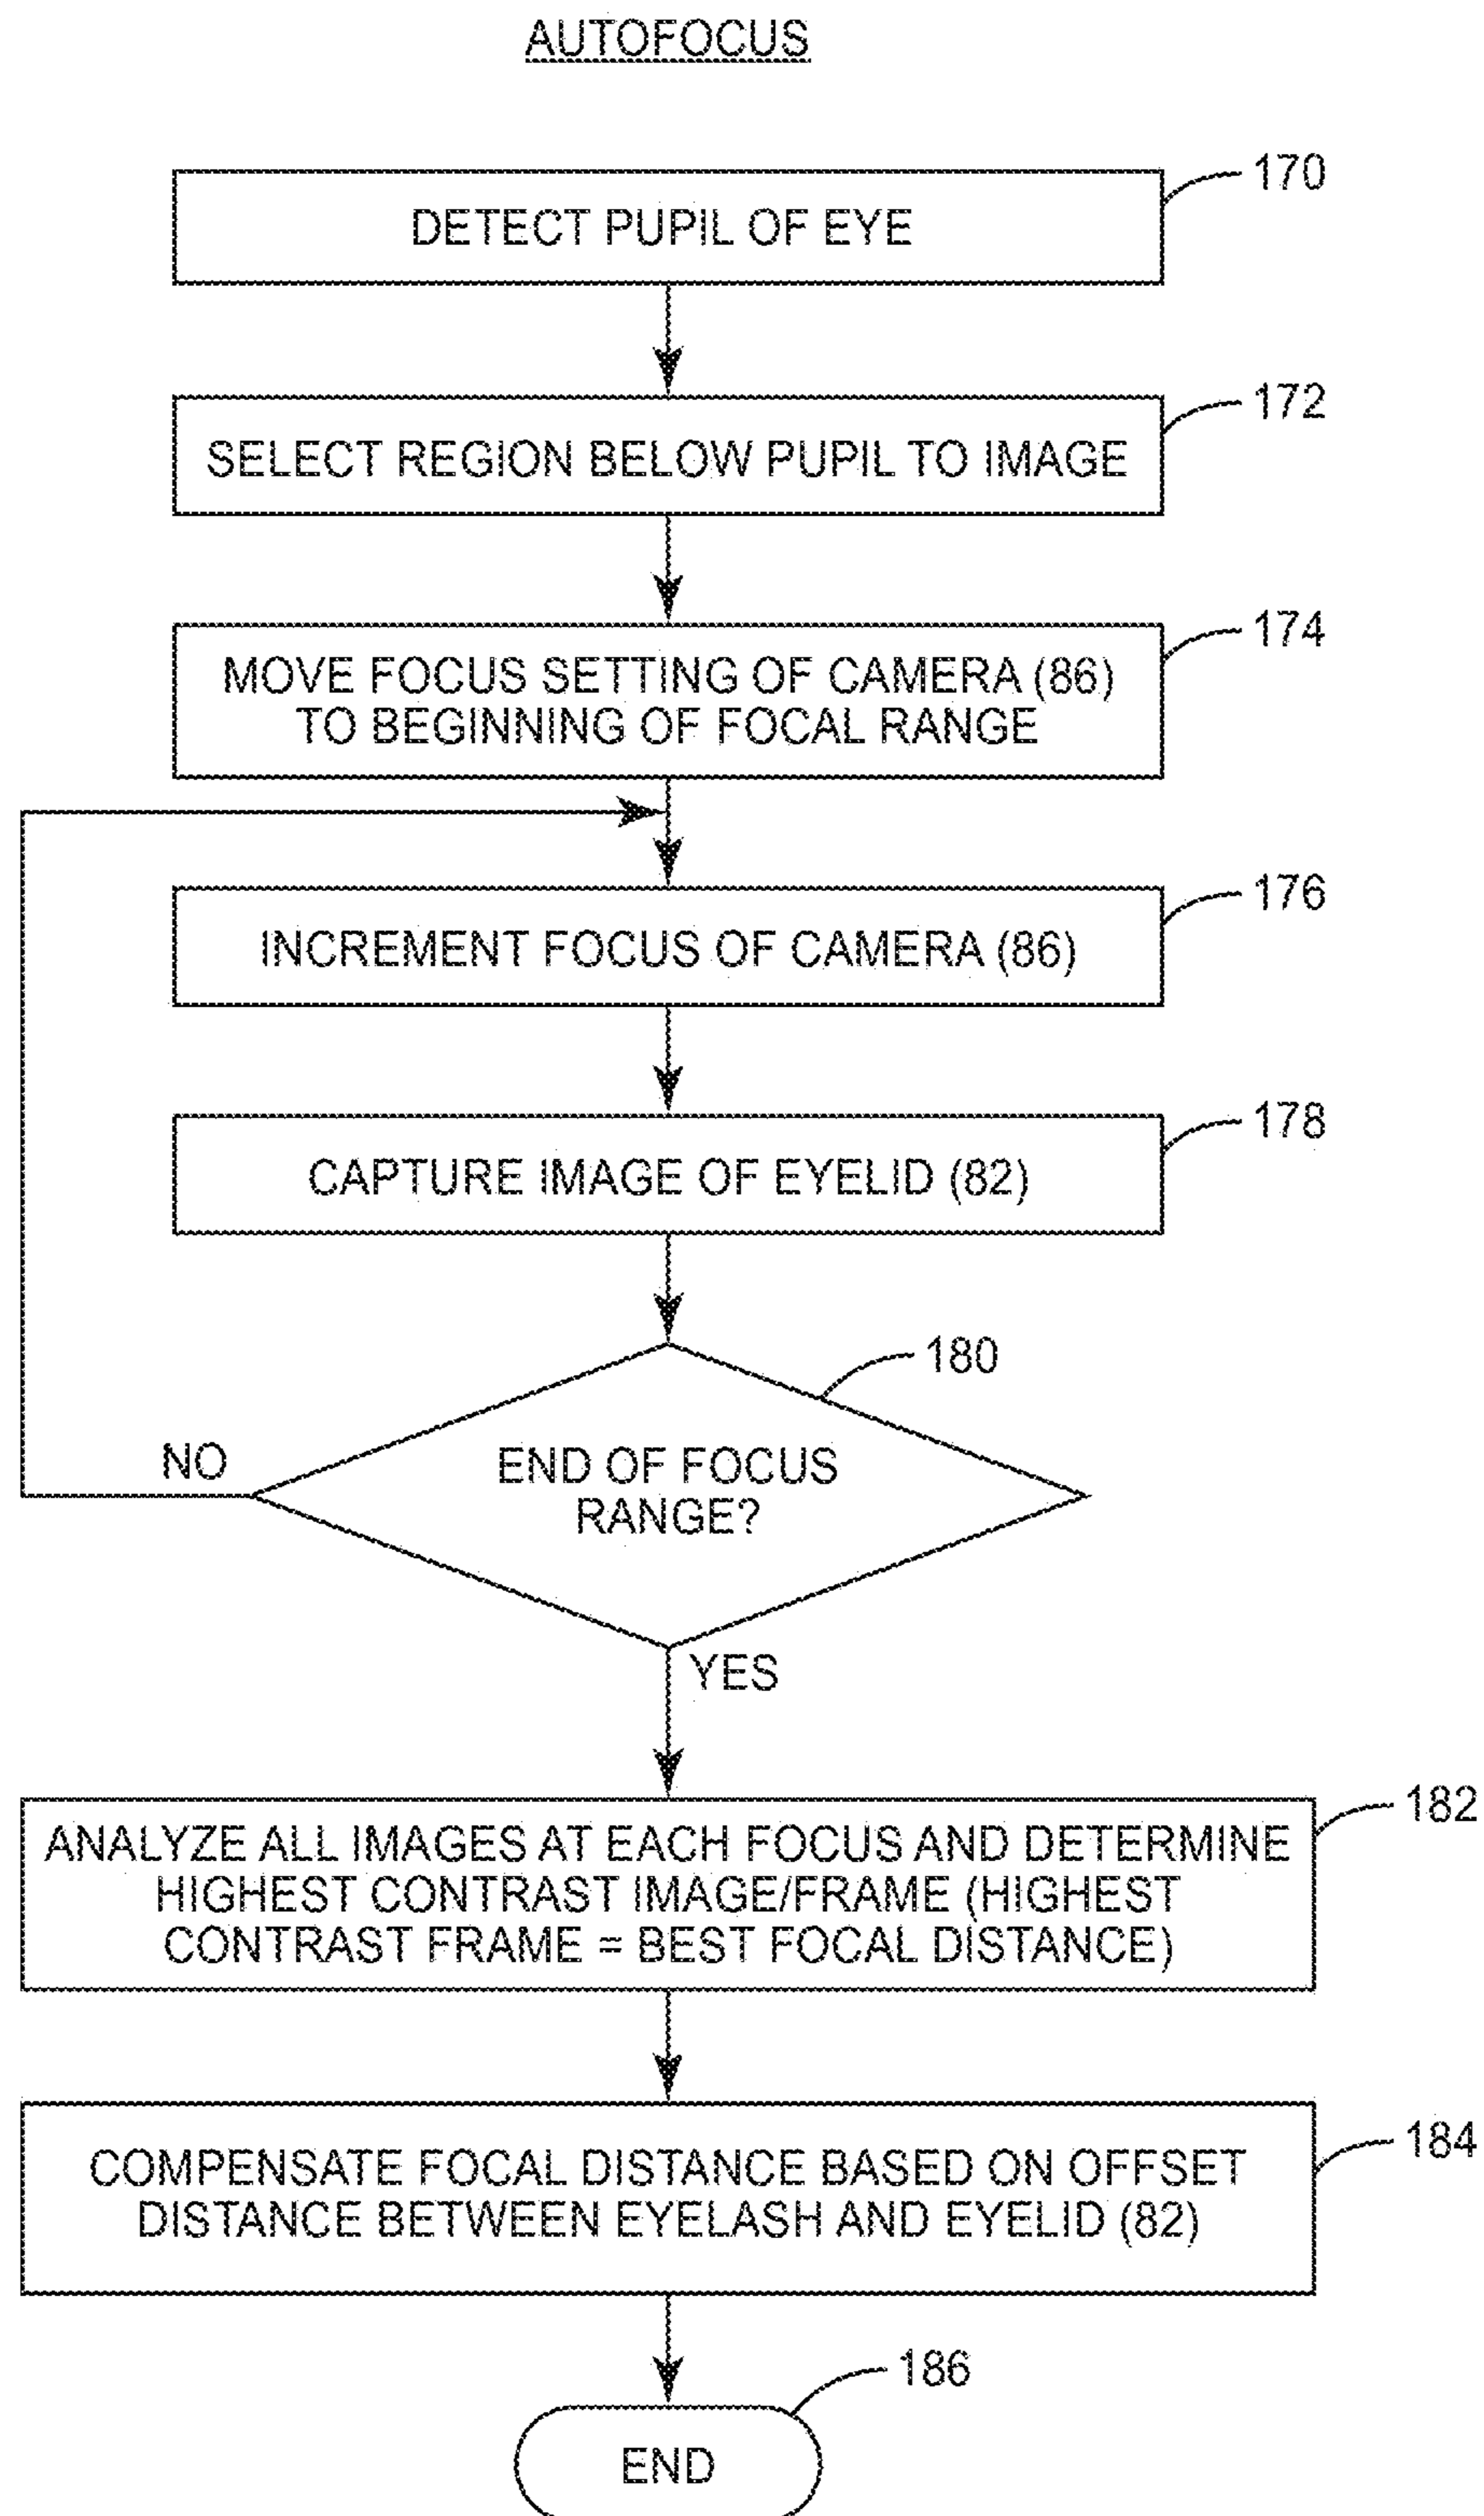 AUTOFOCUS
170
DETECT PUPIL OF EYE
172
SELECT REGION BELOW PUPIL TO IMAGE
174
MOVE FOCUS SETTING OF CAMERA (86)
TO BEGINNING OF FOCAL RANGE
176
INCREMENT FOCUS OF CAMERA (86)
178
CAPTURE IMAGE OF EYELID (82)
180
NO
END OF FOCUS
RANGE?
YES
182
ANALYZE ALL IMAGES AT EACH FOCUS AND DETERMINE
HIGHEST CONTRAST IMAGE/FRAME (HIGHEST
CONTRAST FRAME = BEST FOCAL DISTANCE)
184
COMPENSATE FOCAL DISTANCE BASED ON OFFSET
DISTANCE BETWEEN EYELASH AND EYELID (82)
186
END